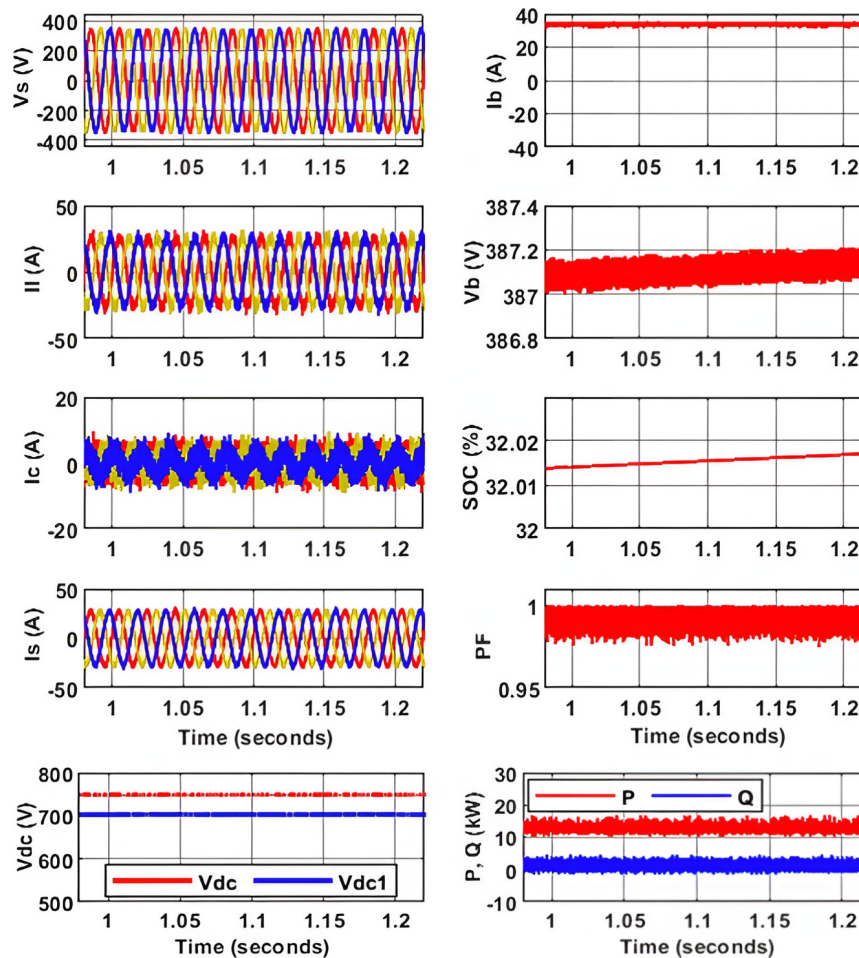 400
200
0
-200
-400
Vs (V)
1 1.05 1.1 1.15 1.2
40
20
0
-20
-40
Ib (A)
1 1.05 1.1 1.15 1.2
50
0
-50
Il (A)
1 1.05 1.1 1.15 1.2
387.4
387.2
387
386.8
Vb (V)
1 1.05 1.1 1.15 1.2
20
0
-20
Ic (A)
1 1.05 1.1 1.15 1.2
32.02
32.01
32
SOC (%)
1 1.05 1.1 1.15 1.2
50
0
-50
Is (A)
1 1.05 1.1 1.15 1.2
Time (seconds)
1
0.95
PF
1 1.05 1.1 1.15 1.2
Time (seconds)
800
700
600
500
Vdc (V)
Vdc Vdc1
1 1.05 1.1 1.15 1.2
Time (seconds)
30
20
10
0
-10
P, Q (kW)
P Q
1 1.05 1.1 1.15 1.2
Time (seconds)